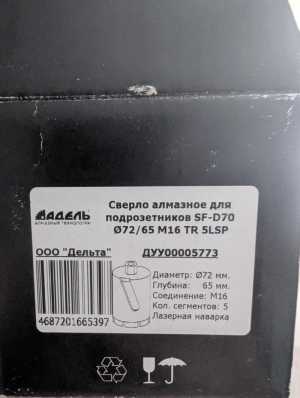 АДЕЛЬ
АЛМАЗНЫЕ ТЕХНОЛОГИИ
Сверло алмазное для
подрозетников SF-D70
Ø72/65 M16 TR 5LSP
ООО "Дельта"
ДУУ00005773
Диаметр: Ø72 мм.
Глубина: 65 мм.
Соединение: M16
Кол. сегментов: 5
Лазерная наварка
4687201665397